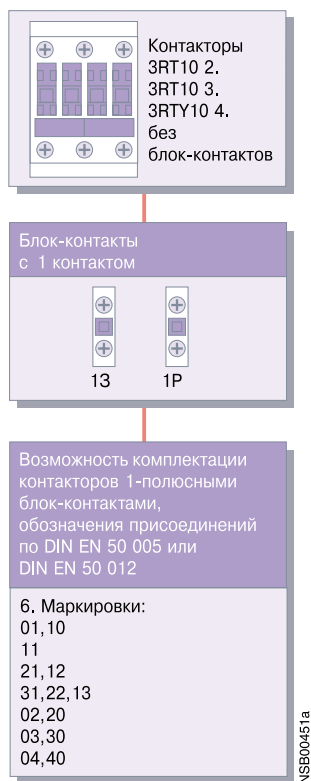 Контакторы
3RT10 2.
3RT10 3.
3RTY10 4.
без
блок-контактов
Блок-контакты
с 1 контактом
1З 1Р
Возможность комплектации
контакторов 1-полюсными
блок-контактами,
обозначения присоединений
по DIN EN 50 005 или
DIN EN 50 012
6. Маркировки:
01,10
11
21,12
31,22,13
02,20
03,30
04,40
NSB00451a